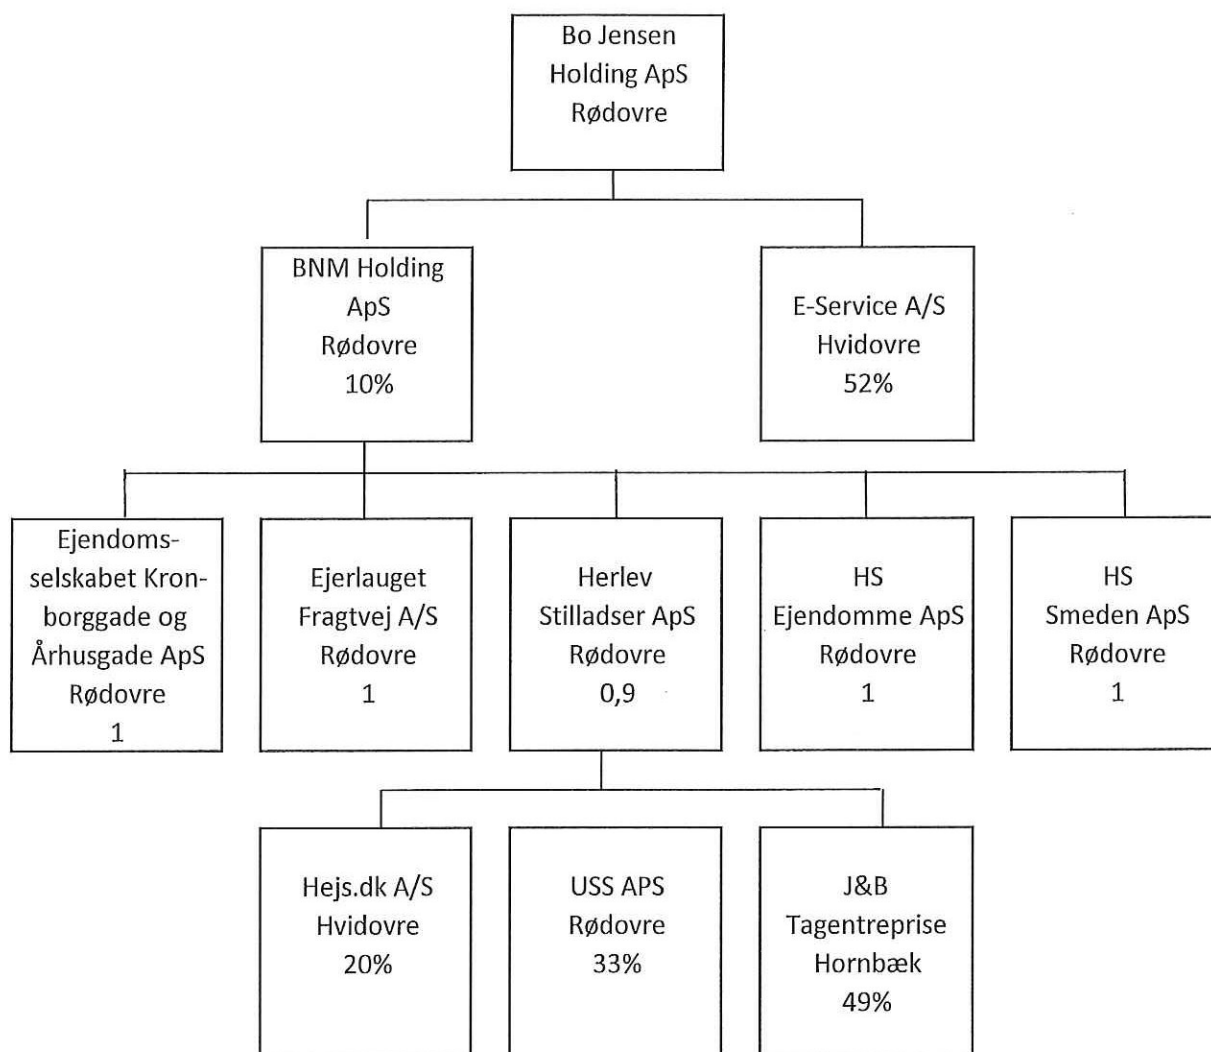 Bo Jensen
Holding ApS
Rødovre
BNM Holding
ApS
Rødovre
10%
E-Service A/S
Hvidovre
52%
Ejendoms-
selskabet Kron-
borggade og
Århusgade ApS
Rødovre
1
Ejerlauget
Fragtvej A/S
Rødovre
1
Herlev
Stilladser ApS
Rødovre
0,9
HS
Ejendomme ApS
Rødovre
1
HS
Smeden ApS
Rødovre
1
Hejs.dk A/S
Hvidovre
20%
USS APS
Rødovre
33%
J&B
Tagentreprise
Hornbæk
49%